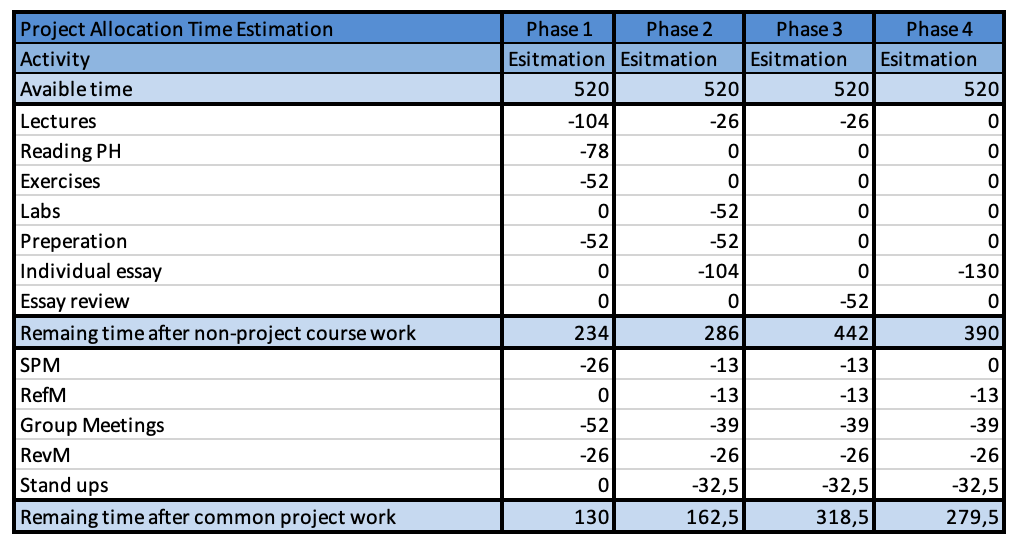 Project Allocation Time Estimation Phase 1 Phase 2 Phase 3 Phase 4
Activity Esitmation Esitmation Esitmation Esitmation
Avaible time 520 520 520 520
Lectures -104 -26 -26 0
Reading PH -78 0 0 0
Exercises -52 0 0 0
Labs 0 -52 0 0
Preperation -52 -52 0 0
Individual essay 0 -104 0 -130
Essay review 0 0 -52 0
Remaing time after non-project course work 234 286 442 390
SPM -26 -13 -13 0
RefM 0 -13 -13 -13
Group Meetings -52 -39 -39 -39
RevM -26 -26 -26 -26
Stand ups 0 -32,5 -32,5 -32,5
Remaing time after common project work 130 162,5 318,5 279,5